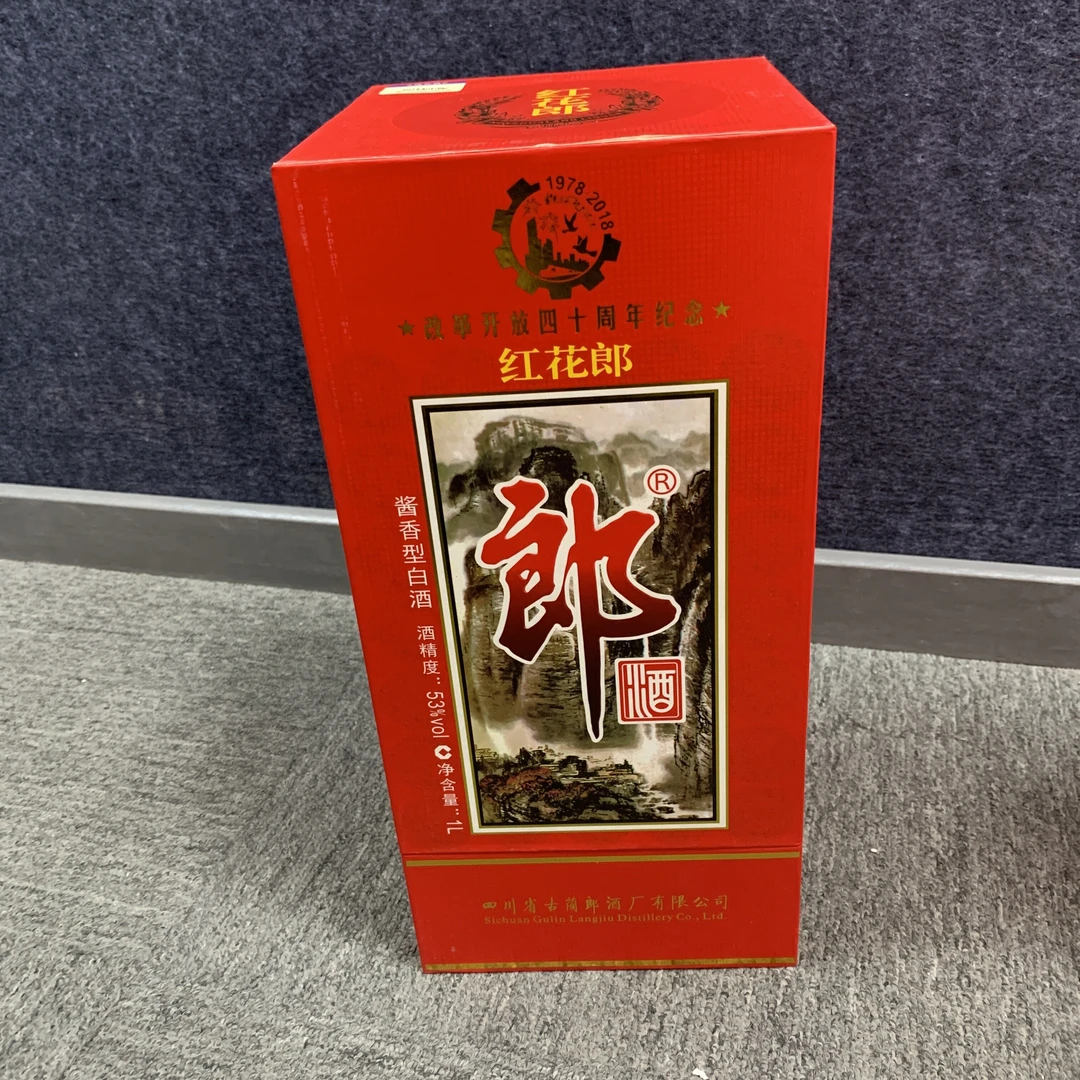 红花郎
1978-2018
★改革开放四十周年纪念★
红花郎
郎®
酒
酱香型白酒 酒精度：53%vol C 净含量：1L
四川省古蔺郎酒厂有限公司
Sichuan Gulin Langjiu Distillery Co., Ltd.